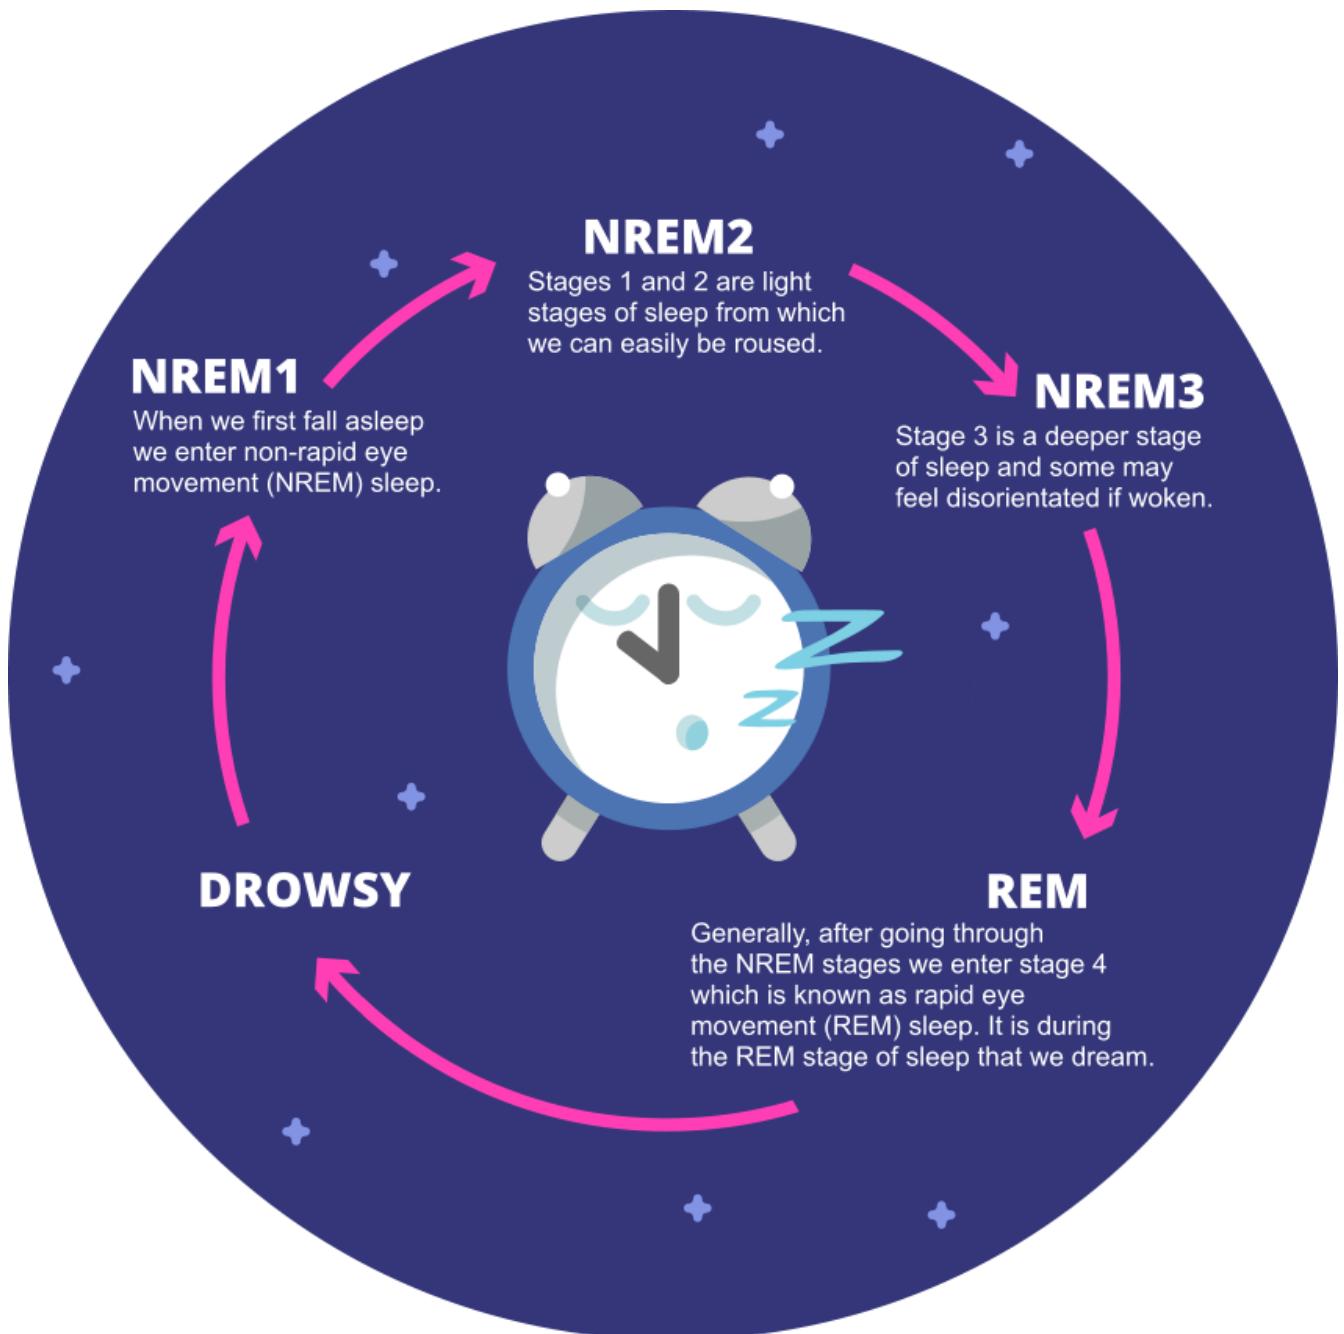 NREM2
Stages 1 and 2 are light
stages of sleep from which
we can easily be roused.
NREM1
When we first fall asleep
we enter non-rapid eye
movement (NREM) sleep.
NREM3
Stage 3 is a deeper stage
of sleep and some may
feel disorientated if woken.
Z
z
DROWSY
REM
Generally, after going through
the NREM stages we enter stage 4
which is known as rapid eye
movement (REM) sleep. It is during
the REM stage of sleep that we dream.